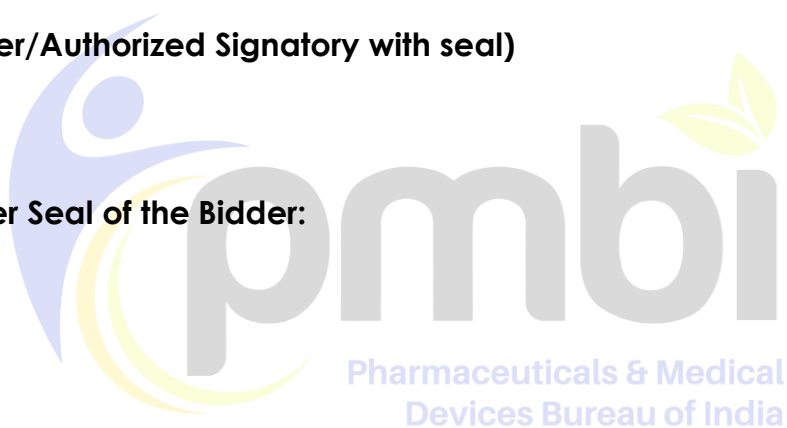 er/Authorized Signatory with seal)
er Seal of the Bidder:
pmbi
Pharmaceuticals & Medical
Devices Bureau of India